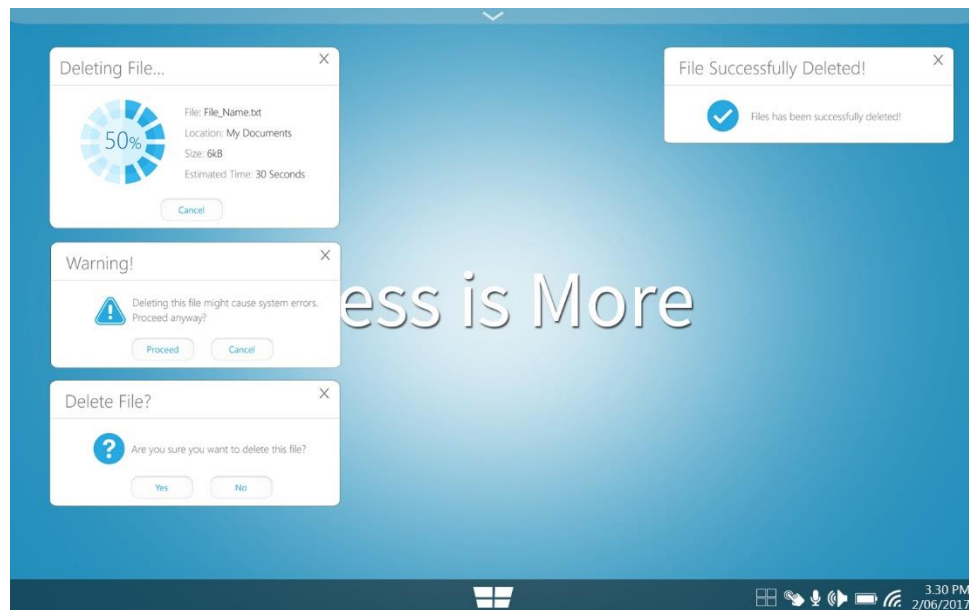 Deleting File...
X
50%
File: File_Name.txt
Location: My Documents
Size: 6kB
Estimated Time: 30 Seconds
Cancel
File Successfully Deleted!
X
Files has been successfully deleted!
Warning!
X
Deleting this file might cause system errors.
Proceed anyway?
Proceed
Cancel
ess is More
Delete File?
X
?
Are you sure you want to delete this file?
Yes
No
3.30 PM
2/06/2017